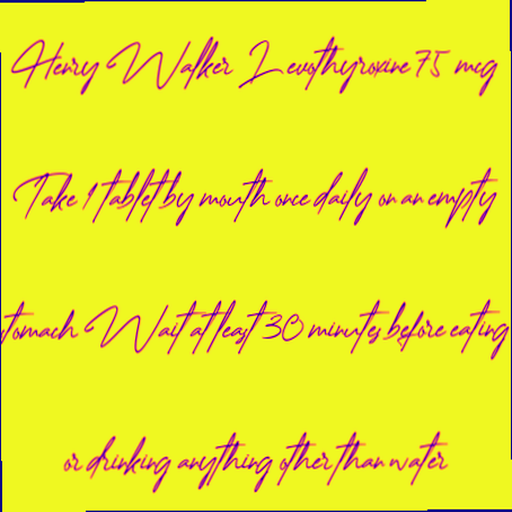 Henry Walker Levothyroxine 75 mcg
Take 1 tablet by mouth once daily on an empty
stomach Wait at least 30 minutes before eating
or drinking anything other than water